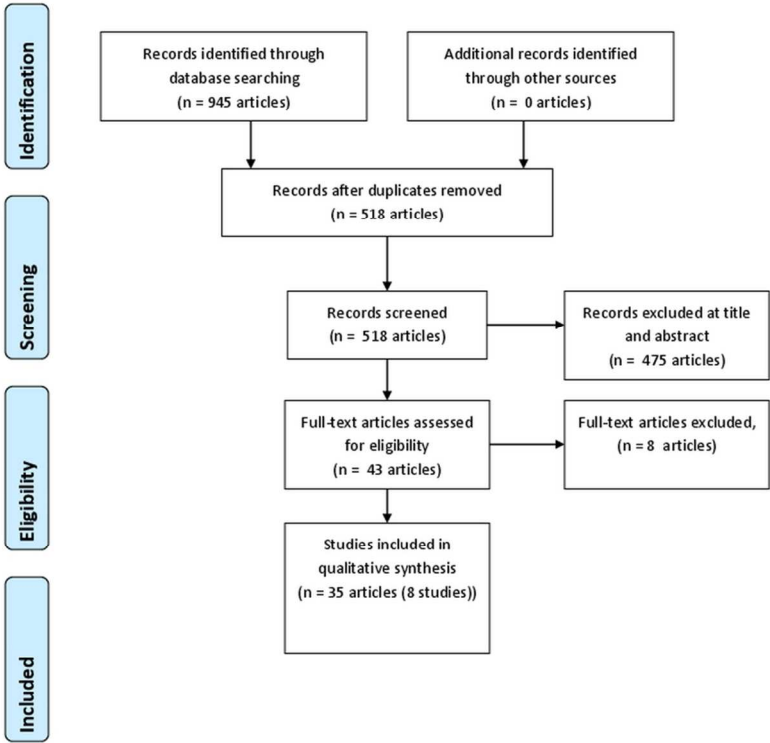 Identification
Records identified through
database searching
(n = 945 articles)
Additional records identified
through other sources
(n = 0 articles)
Records after duplicates removed
(n = 518 articles)
Screening
Records screened
(n = 518 articles)
Records excluded at title
and abstract
(n = 475 articles)
Eligibility
Full-text articles assessed
for eligibility
(n = 43 articles)
Full-text articles excluded,
(n = 8 articles)
Included
Studies included in
qualitative synthesis
(n = 35 articles (8 studies))